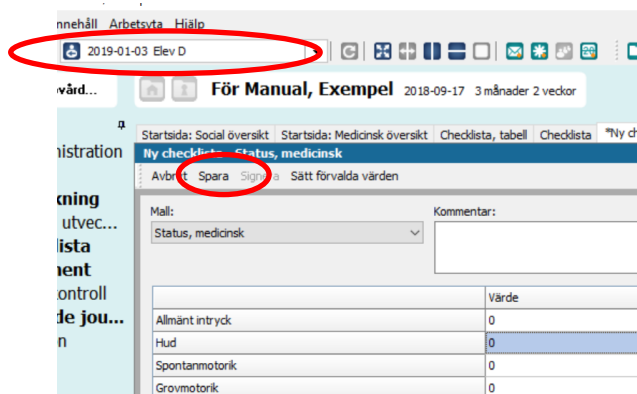 nnehåll Arbetsyta Hjälp
2019-01-03 Elev D
ovård...
För Manual, Exempel 2018-09-17 3 månader 2 veckor
Startsida: Social översikt Startsida: Medicinsk översikt Checklista, tabell Checklista *Ny ch
nistration
Ny checklista - Status, medicinsk
Avbryt Spara Signera Sätt förvalda värden
kning
utvec...
lista
nent
ontroll
de jou...
n
Mall:
Kommentar:
Status, medicinsk
Värde
Allmänt intryck 0
Hud 0
Spontanmotorik 0
Grovmotorik 0